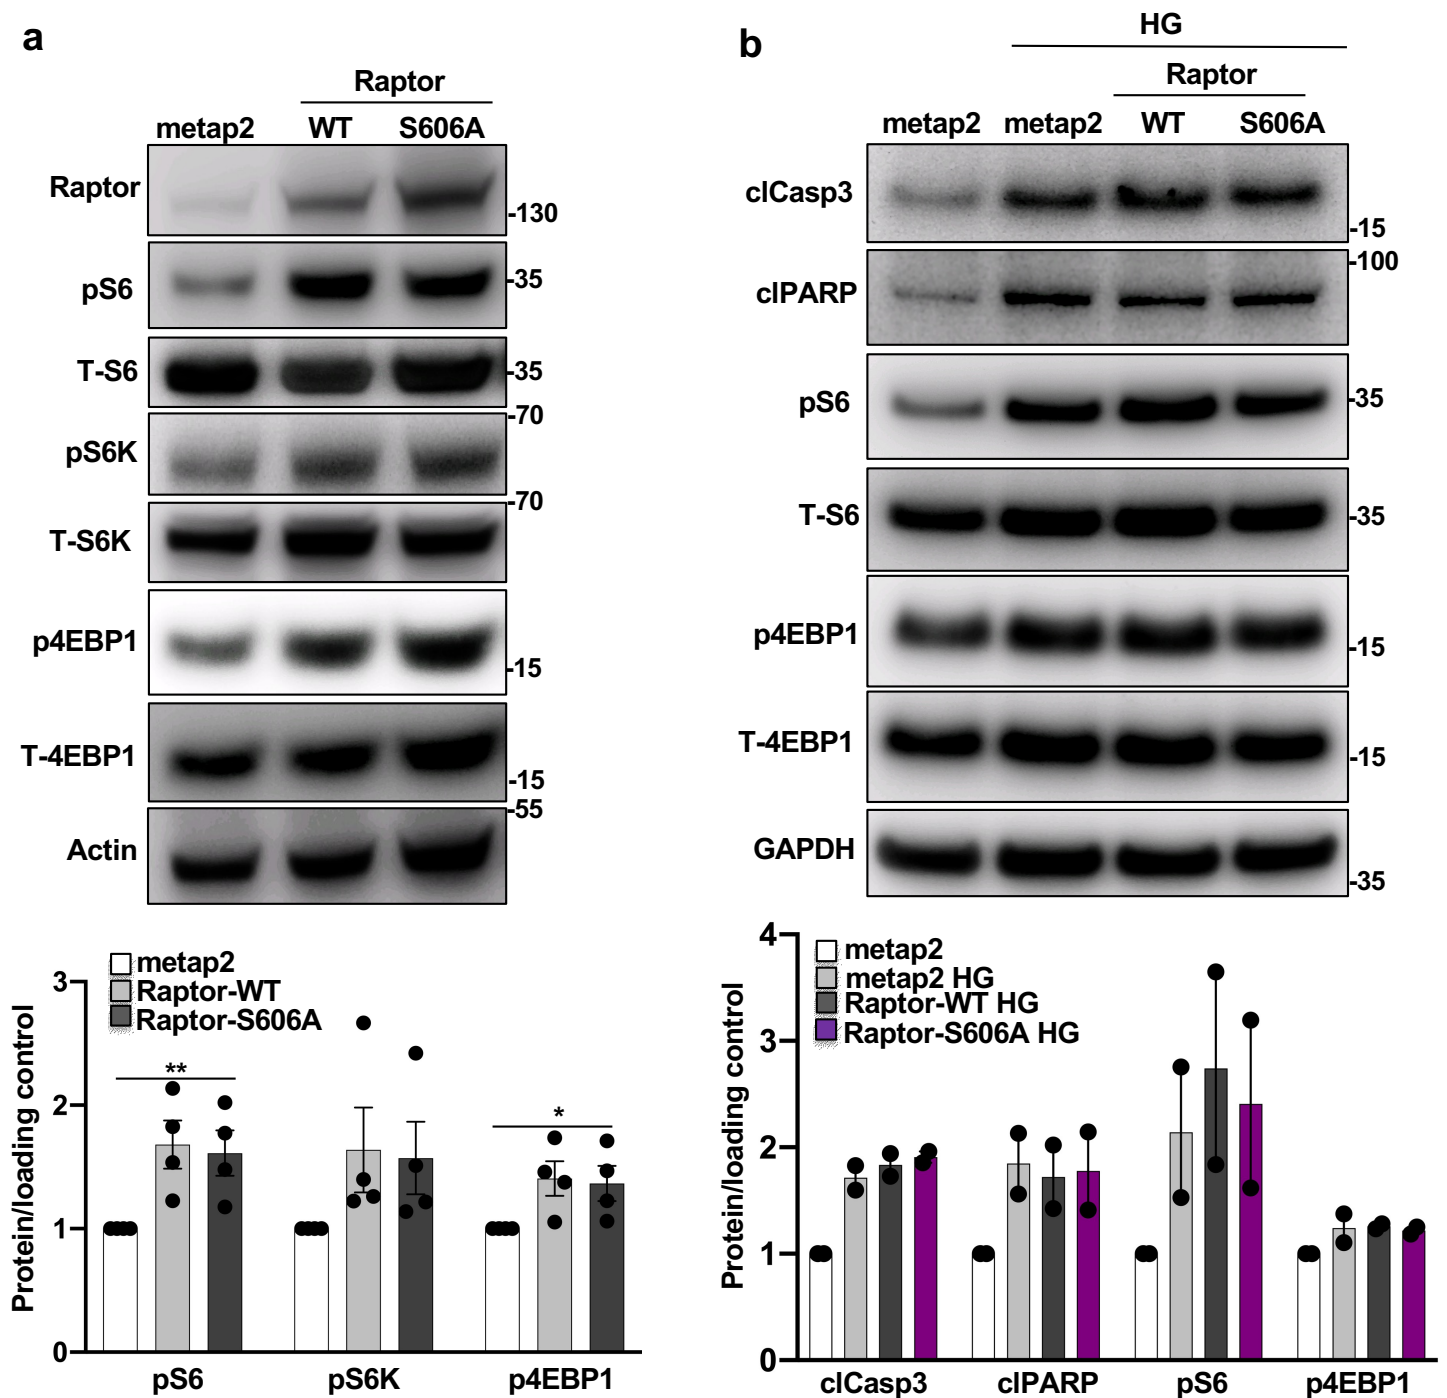 a
Raptor
metap2 WT S606A
Raptor
-130
pS6
-35
T-S6
-35
-70
pS6K
-70
T-S6K
p4EBP1
-15
T-4EBP1
-15
-55
Actin
metap2
Raptor-WT
Raptor-S606A
Protein/loading control
3
2
1
0
**
*
pS6 pS6K p4EBP1
b
HG
Raptor
metap2 metap2 WT S606A
clCasp3
-15
-100
clPARP
pS6
-35
T-S6
-35
p4EBP1
-15
T-4EBP1
-15
GAPDH
-35
metap2
metap2 HG
Raptor-WT HG
Raptor-S606A HG
Protein/loading control
4
3
2
1
0
clCasp3 clPARP pS6 p4EBP1